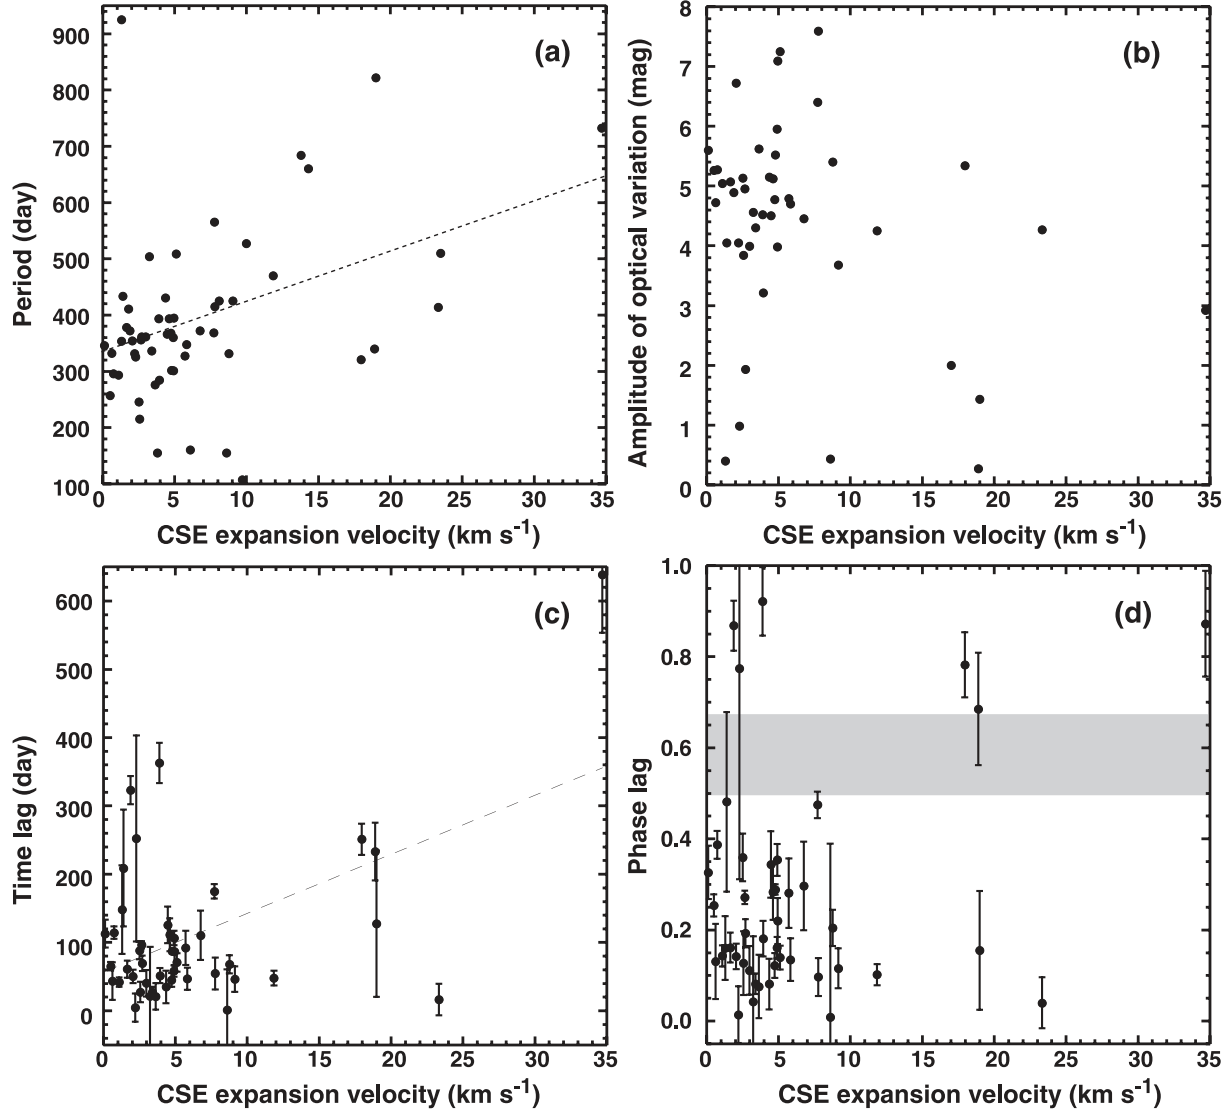 (a)
Period (day)
900
800
700
600
500
400
300
200
100
0 5 10 15 20 25 30 35
CSE expansion velocity (km s-1)
(b)
Amplitude of optical variation (mag)
8
7
6
5
4
3
2
1
0
0 5 10 15 20 25 30 35
CSE expansion velocity (km s-1)
(c)
Time lag (day)
600
500
400
300
200
100
0
0 5 10 15 20 25 30 35
CSE expansion velocity (km s-1)
(d)
Phase lag
1.0
0.8
0.6
0.4
0.2
0.0
0 5 10 15 20 25 30 35
CSE expansion velocity (km s-1)